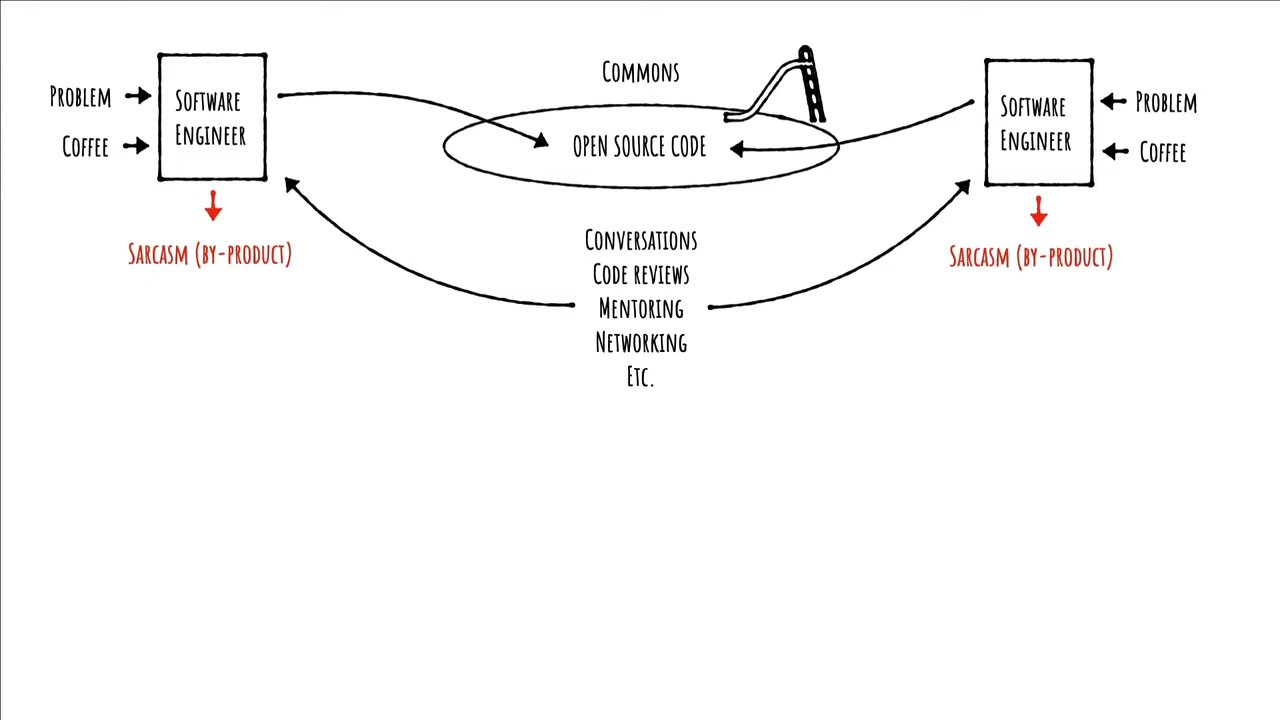 Problem
Coffee
Software
Engineer
Sarcasm (by-product)
Commons
Open Source Code
Conversations
Code reviews
Mentoring
Networking
Etc.
Software
Engineer
Problem
Coffee
Sarcasm (by-product)